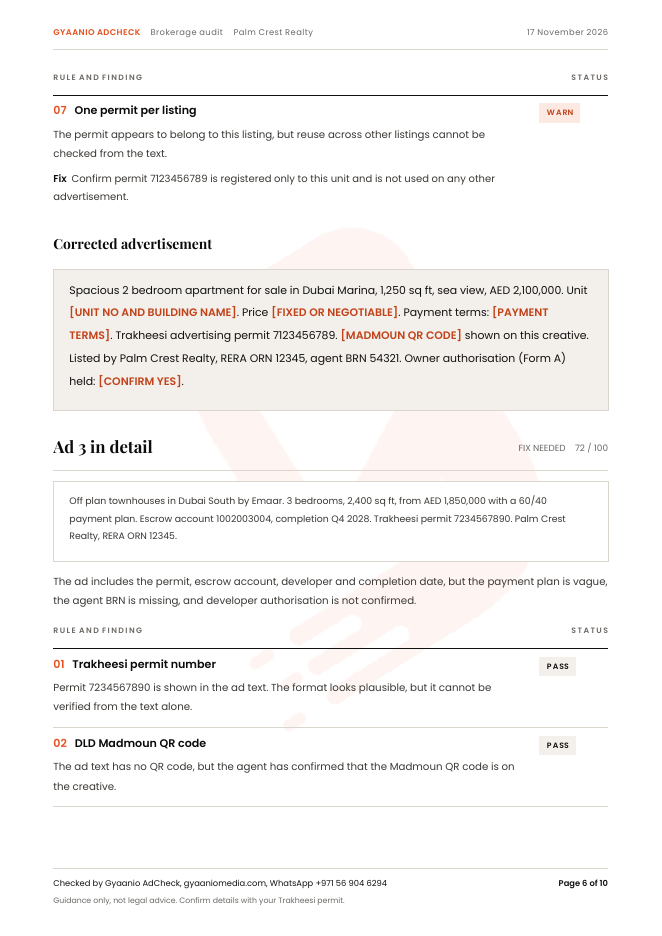 GYAANIO ADCHECK Brokerage audit Palm Crest Realty 17 November 2026
RULE AND FINDING STATUS
07 One permit per listing WARN
The permit appears to belong to this listing, but reuse across other listings cannot be
checked from the text.
Fix Confirm permit 7123456789 is registered only to this unit and is not used on any other
advertisement.
Corrected advertisement
Spacious 2 bedroom apartment for sale in Dubai Marina, 1,250 sq ft, sea view, AED 2,100,000. Unit
[UNIT NO AND BUILDING NAME]. Price [FIXED OR NEGOTIABLE]. Payment terms: [PAYMENT
TERMS]. Trakheesi advertising permit 7123456789. [MADMOUN QR CODE] shown on this creative.
Listed by Palm Crest Realty, RERA ORN 12345, agent BRN 54321. Owner authorisation (Form A)
held: [CONFIRM YES].
Ad 3 in detail FIX NEEDED 72 / 100
Off plan townhouses in Dubai South by Emaar. 3 bedrooms, 2,400 sq ft, from AED 1,850,000 with a 60/40
payment plan. Escrow account 1002003004, completion Q4 2028. Trakheesi permit 7234567890. Palm Crest
Realty, RERA ORN 12345.
The ad includes the permit, escrow account, developer and completion date, but the payment plan is vague,
the agent BRN is missing, and developer authorisation is not confirmed.
RULE AND FINDING STATUS
01 Trakheesi permit number PASS
Permit 7234567890 is shown in the ad text. The format looks plausible, but it cannot be
verified from the text alone.
02 DLD Madmoun QR code PASS
The ad text has no QR code, but the agent has confirmed that the Madmoun QR code is on
the creative.
Checked by Gyaanio AdCheck, gyaaniomedia.com, WhatsApp +971 56 904 6294 Page 6 of 10
Guidance only, not legal advice. Confirm details with your Trakheesi permit.